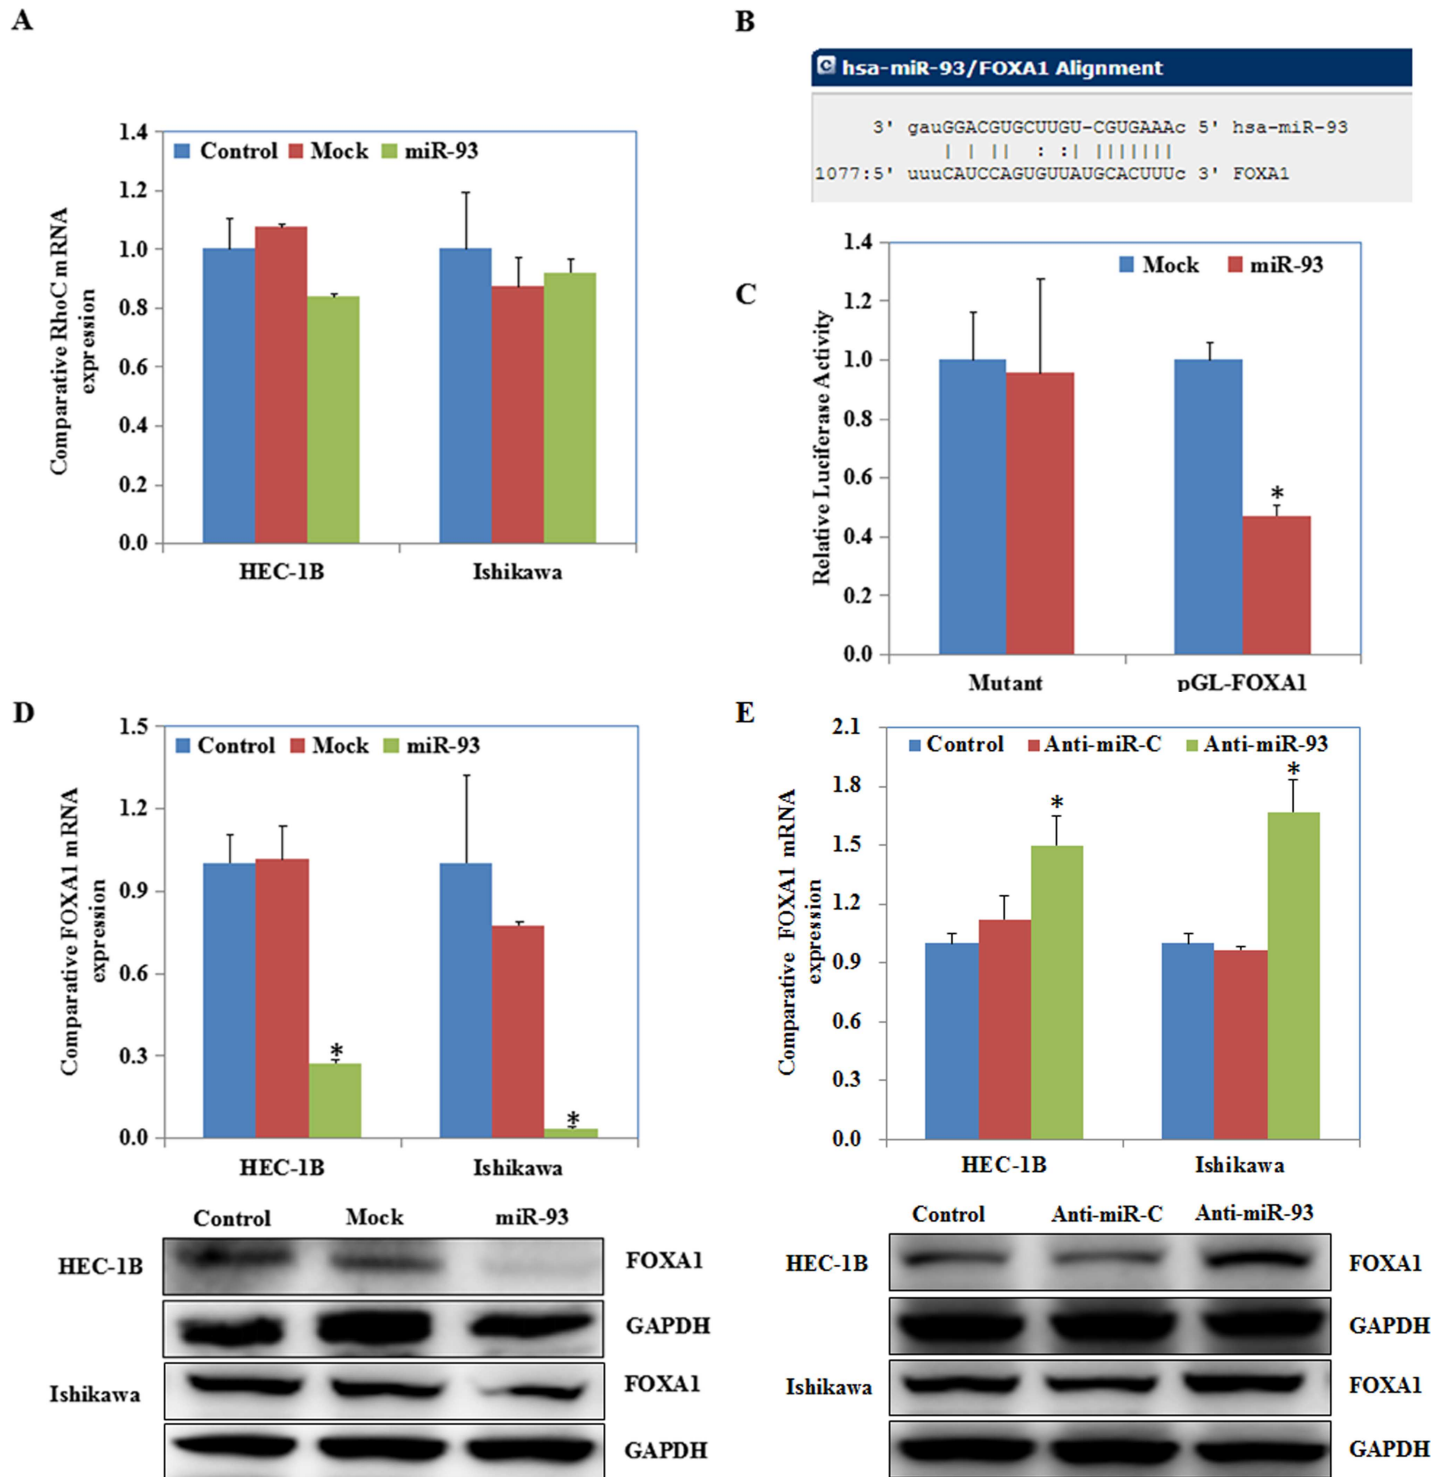 A
1.4
1.2
1.0
0.8
0.6
0.4
0.2
0.0
Control Mock miR-93
Comparative RhoC mRNA
expression
HEC-1B Ishikawa
B
C hsa-miR-93/FOXA1 Alignment
3' gauGGACGUGCUUGU-CGUGAAAc 5' hsa-miR-93
| | || : :| |||||||
1077:5' uuuCAUCCAGUGUUAUGCACUUUc 3' FOXA1
C
1.4
1.2
1.0
0.8
0.6
0.4
0.2
0.0
Mock miR-93
Relative Luciferase Activity
*
Mutant pGL-FOXA1
D
1.5
1.2
0.9
0.6
0.3
0.0
Control Mock miR-93
Comparative FOXA1 mRNA
expression
* *
HEC-1B Ishikawa
Control Mock miR-93
HEC-1B FOXA1
GAPDH
Ishikawa FOXA1
GAPDH
E
2.1
1.8
1.5
1.2
0.9
0.6
0.3
0.0
Control Anti-miR-C Anti-miR-93
Comparative FOXA1 mRNA
expression
* *
HEC-1B Ishikawa
Control Anti-miR-C Anti-miR-93
HEC-1B FOXA1
GAPDH
Ishikawa FOXA1
GAPDH